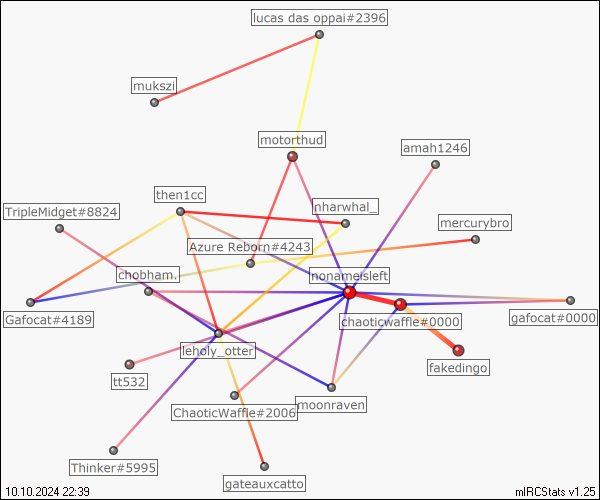 lucas das oppai#2396
mukszi
motorthud
amah1246
then1cc
nharwhal_
TripleMidget#8824
mercurybro
Azure Reborn#4243
chobham.
nonameisleft
Gafocat#4189
chaoticwaffle#0000
gafocat#0000
leholy_otter
fakedingo
tt532
ChaoticWaffle#2006
moonraven
Thinker#5995
gateauxcatto
10.10.2024 22:39
mIRCStats v1.25